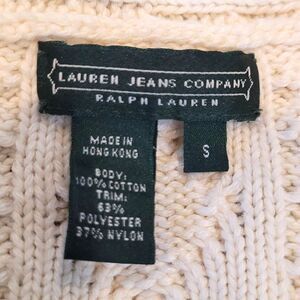 LAUREN JEANS COMPANY
RALPH LAUREN
MADE IN
HONG KONG
S
BODY:
100% COTTON
TRIM:
63%
POLYESTER
37% NYLON